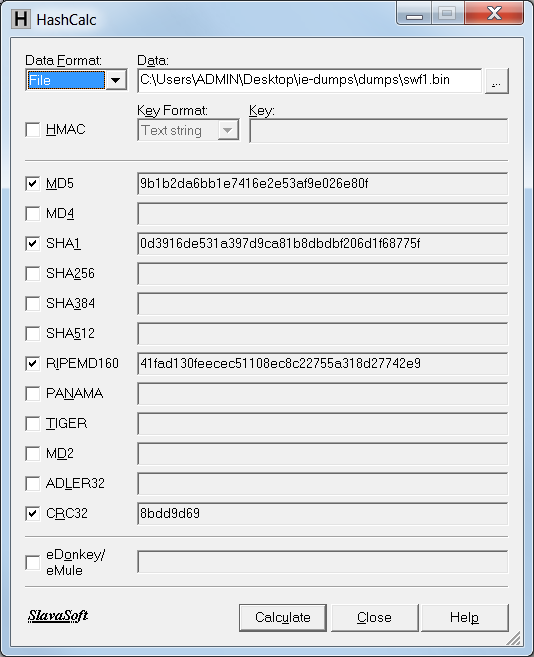 HashCalc
Data Format: Data:
File C:\Users\ADMIN\Desktop\ie-dumps\dumps\swf1.bin ...
Key Format: Key:
HMAC Text string
MD5 9b1b2da6bb1e7416e2e53af9e026e80f
MD4
SHA1 0d3916de531a397d9ca81b8dbdbf206d1f68775f
SHA256
SHA384
SHA512
RIPEMD160 41fad130feecec51108ec8c22755a318d27742e9
PANAMA
TIGER
MD2
ADLER32
CRC32 8bdd9d69
eDonkey/
eMule
SlavaSoft Calculate Close Help